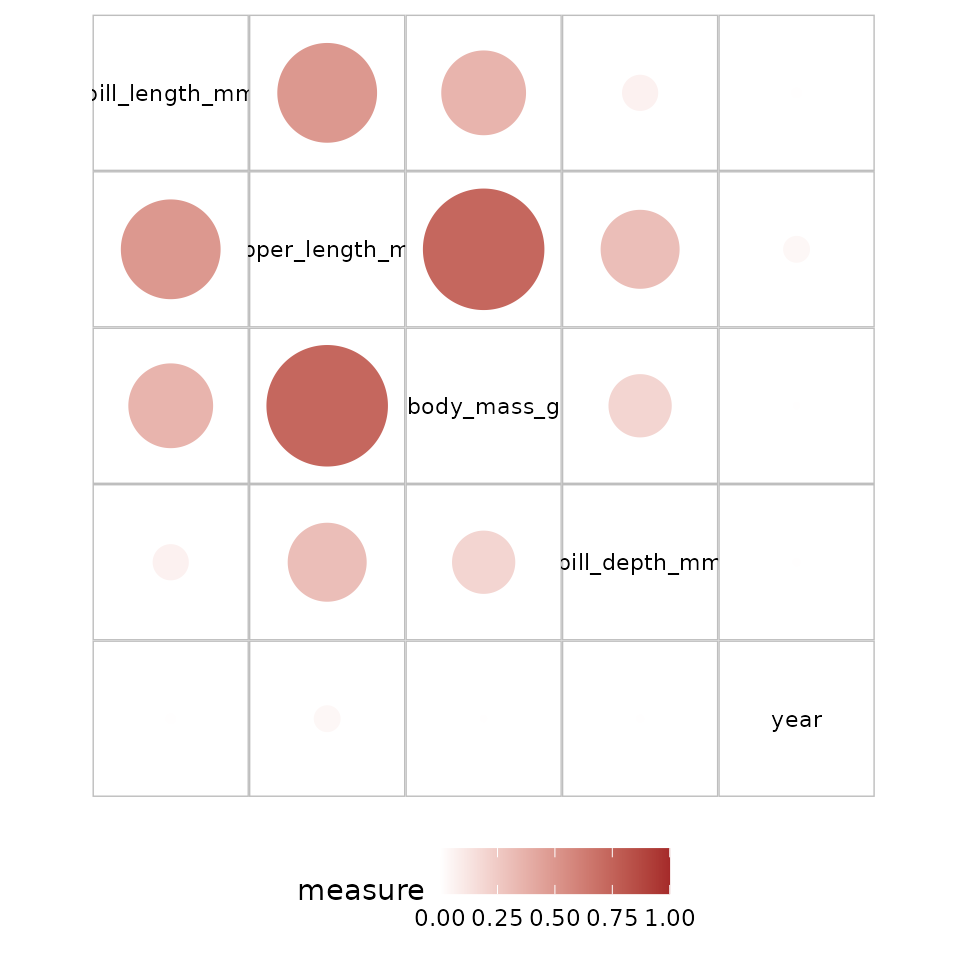 bill_length_mm
pper_length_m
body_mass_g
bill_depth_mm
year
measure
0.00 0.25 0.50 0.75 1.00